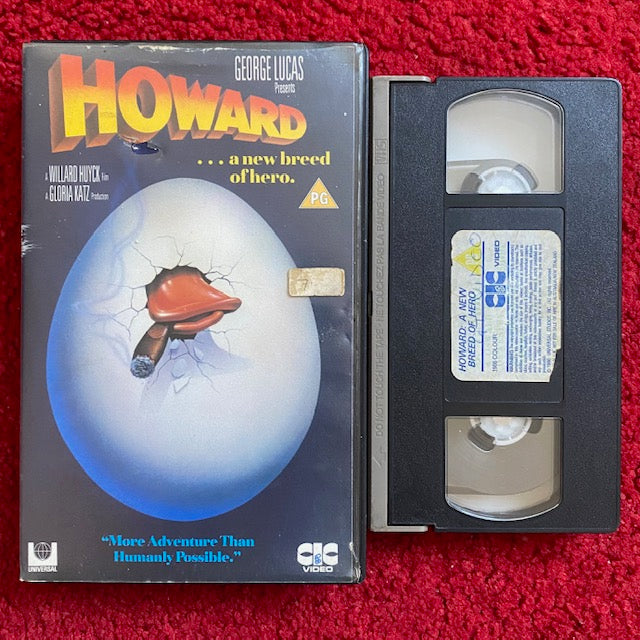 GEORGE LUCAS
Presents
HOWARD
. . . a new breed
of hero.
A WILLARD HUYCK Film
A GLORIA KATZ Production
PG
"More Adventure Than
Humanly Possible."
UNIVERSAL
CIC
VIDEO
VHS
DO NOT TOUCH THE TAPE • NE TOUCHEZ PAS LA BANDE VIDEO
HOWARD: A NEW
BREED OF HERO
1986 COLOUR
CIC
VIDEO